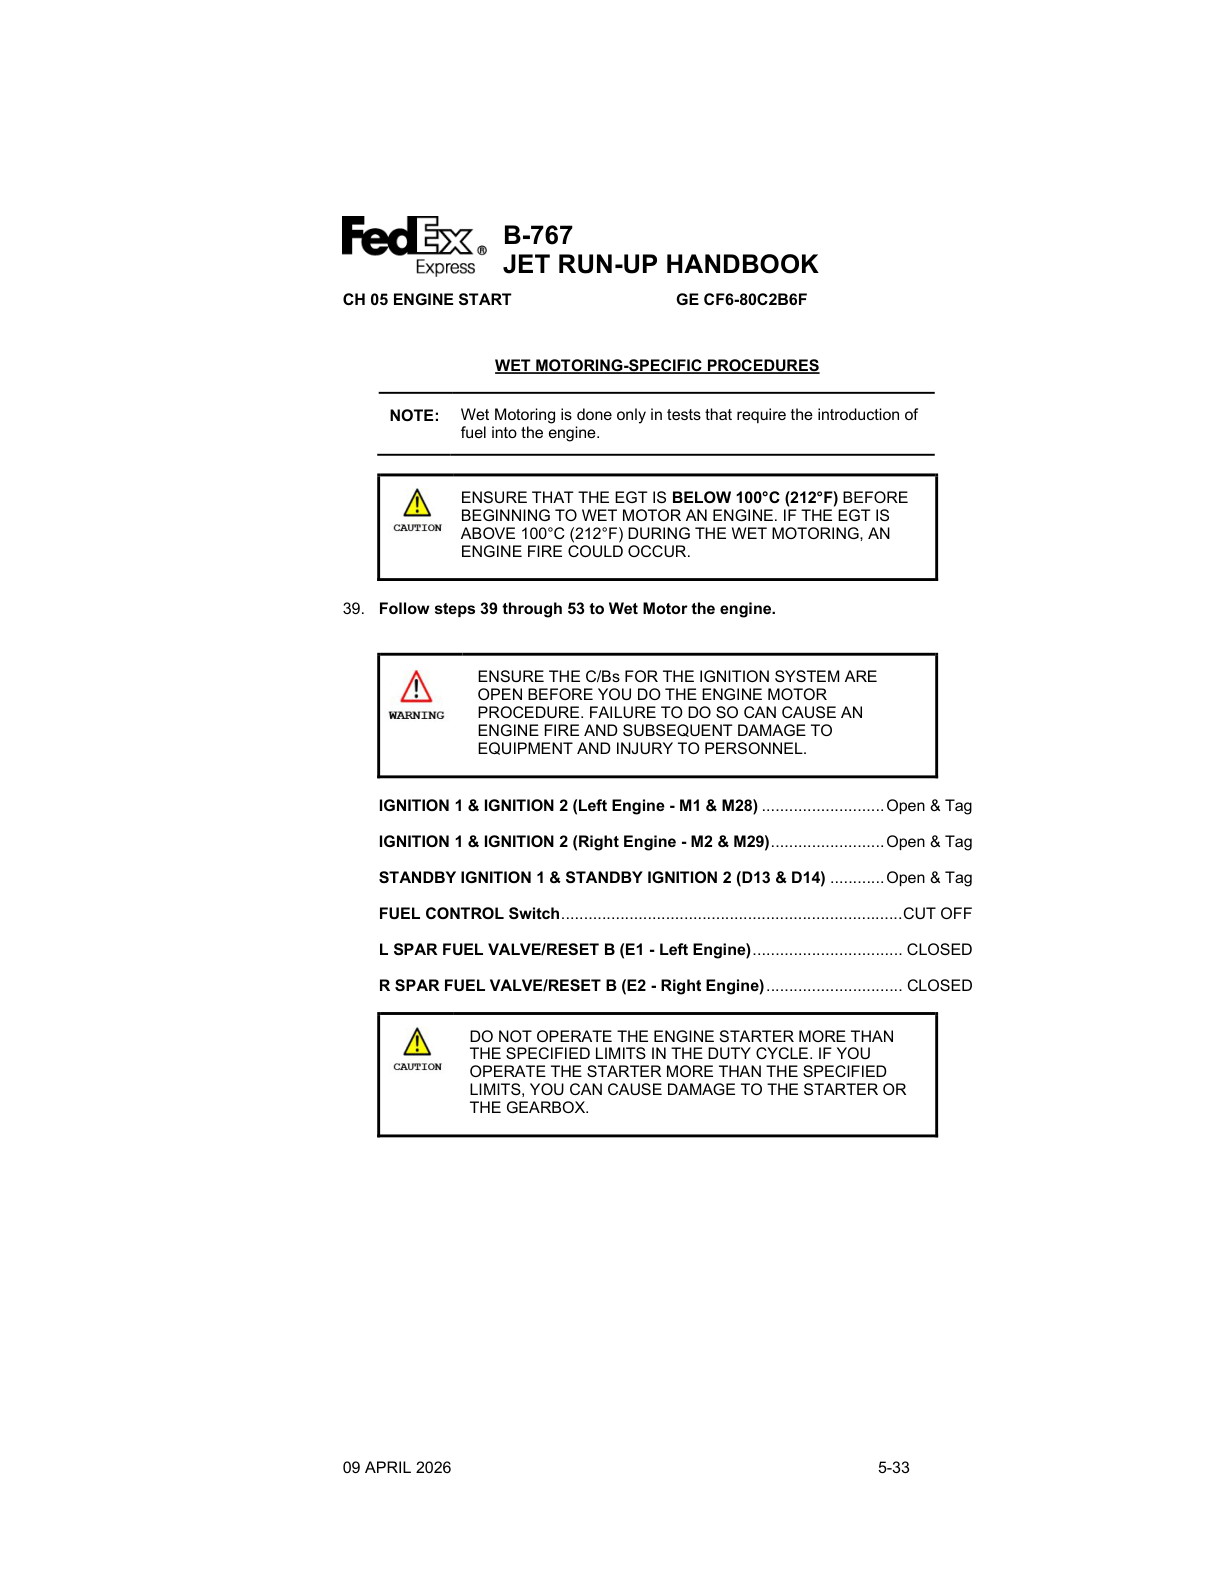 FedEx® B-767
Express JET RUN-UP HANDBOOK
CH 05 ENGINE START GE CF6-80C2B6F
WET MOTORING-SPECIFIC PROCEDURES
NOTE: Wet Motoring is done only in tests that require the introduction of
fuel into the engine.
CAUTION
ENSURE THAT THE EGT IS BELOW 100°C (212°F) BEFORE
BEGINNING TO WET MOTOR AN ENGINE. IF THE EGT IS
ABOVE 100°C (212°F) DURING THE WET MOTORING, AN
ENGINE FIRE COULD OCCUR.
39. Follow steps 39 through 53 to Wet Motor the engine.
WARNING
ENSURE THE C/Bs FOR THE IGNITION SYSTEM ARE
OPEN BEFORE YOU DO THE ENGINE MOTOR
PROCEDURE. FAILURE TO DO SO CAN CAUSE AN
ENGINE FIRE AND SUBSEQUENT DAMAGE TO
EQUIPMENT AND INJURY TO PERSONNEL.
IGNITION 1 & IGNITION 2 (Left Engine - M1 & M28) ........................... Open & Tag
IGNITION 1 & IGNITION 2 (Right Engine - M2 & M29)......................... Open & Tag
STANDBY IGNITION 1 & STANDBY IGNITION 2 (D13 & D14) ............ Open & Tag
FUEL CONTROL Switch........................................................................... CUT OFF
L SPAR FUEL VALVE/RESET B (E1 - Left Engine)................................. CLOSED
R SPAR FUEL VALVE/RESET B (E2 - Right Engine).............................. CLOSED
CAUTION
DO NOT OPERATE THE ENGINE STARTER MORE THAN
THE SPECIFIED LIMITS IN THE DUTY CYCLE. IF YOU
OPERATE THE STARTER MORE THAN THE SPECIFIED
LIMITS, YOU CAN CAUSE DAMAGE TO THE STARTER OR
THE GEARBOX.
09 APRIL 2026 5-33